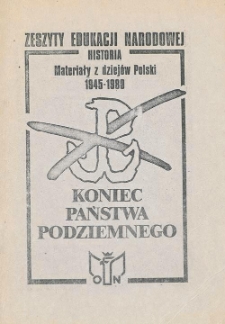 ZESZYTY EDUKACJI NARODOWEJ
HISTORIA
Materiały z dziejów Polski
1945-1980
KONIEC
PAŃSTWA
PODZIEMNEGO
O N